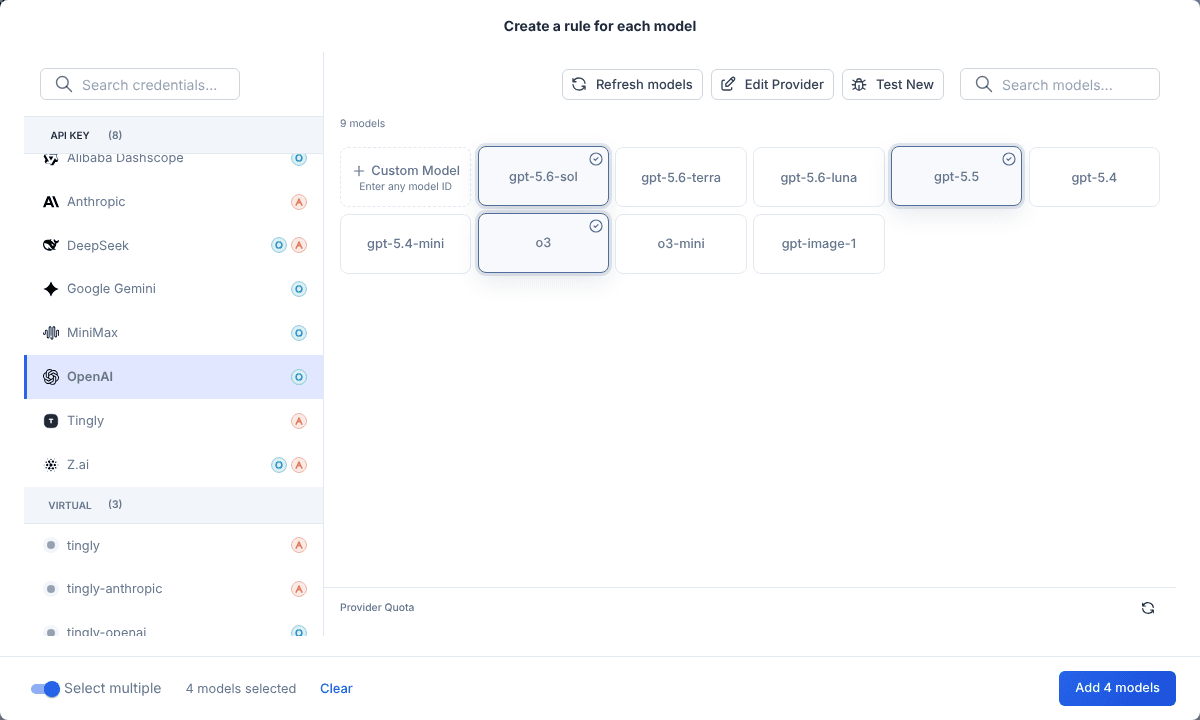 Create a rule for each model
Search credentials...
Refresh models
Edit Provider
Test New
Search models...
API KEY (8)
Alibaba Dashscope O
Anthropic A
DeepSeek O A
Google Gemini O
MiniMax O
OpenAI O
Tingly A
Z.ai O A
VIRTUAL (3)
tingly A
tingly-anthropic A
tingly-openai O
9 models
Custom Model
Enter any model ID
gpt-5.6-sol
gpt-5.6-terra
gpt-5.6-luna
gpt-5.5
gpt-5.4
gpt-5.4-mini
o3
o3-mini
gpt-image-1
Provider Quota
Select multiple
4 models selected
Clear
Add 4 models